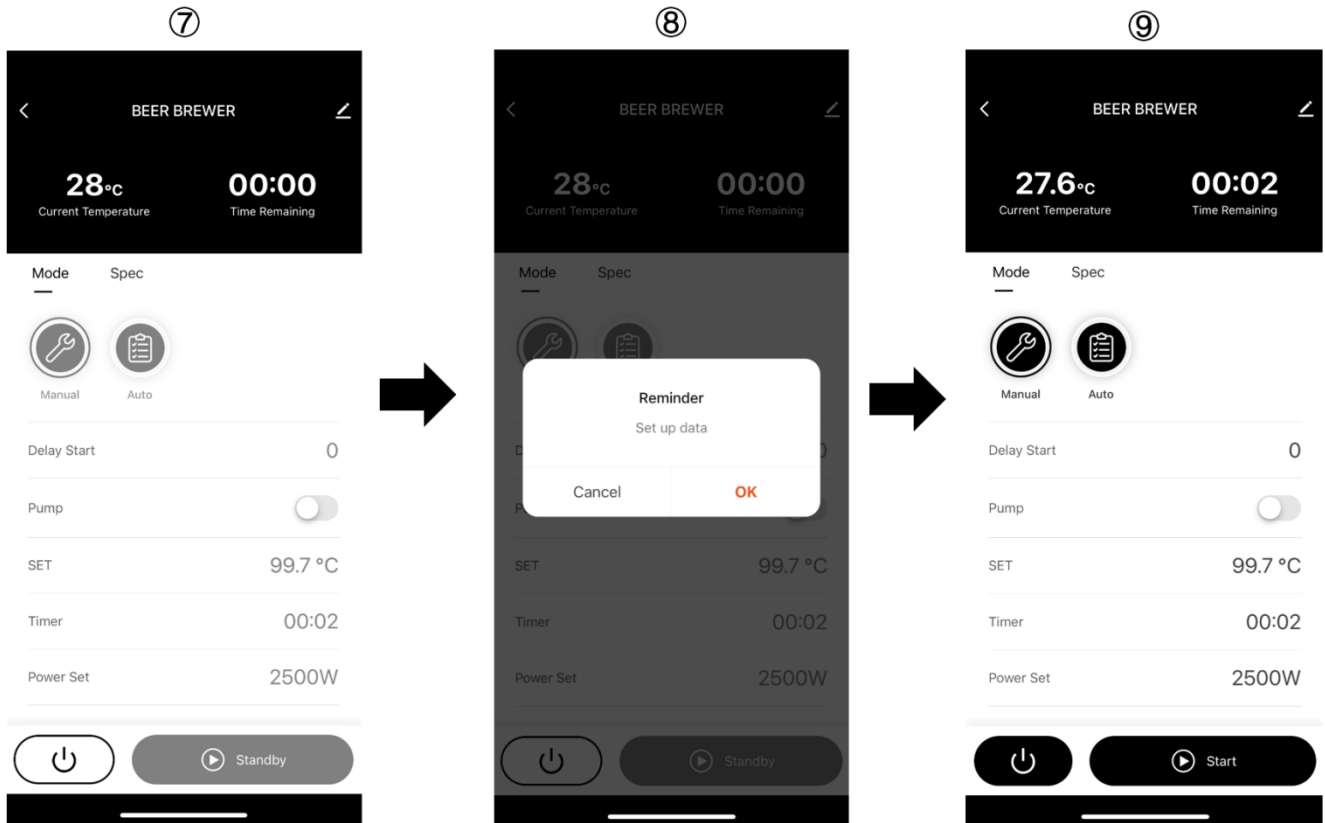 ⑦
BEER BREWER
28°C
00:00
Current Temperature
Time Remaining
Mode
Spec
Manual
Auto
Delay Start
0
Pump
SET
99.7 °C
Timer
00:02
Power Set
2500W
Standby
⑧
BEER BREWER
28°C
00:00
Current Temperature
Time Remaining
Mode
Spec
Reminder
Set up data
Cancel
OK
SET
99.7 °C
Timer
00:02
Power Set
2500W
Standby
⑨
BEER BREWER
27.6°C
00:02
Current Temperature
Time Remaining
Mode
Spec
Manual
Auto
Delay Start
0
Pump
SET
99.7 °C
Timer
00:02
Power Set
2500W
Start